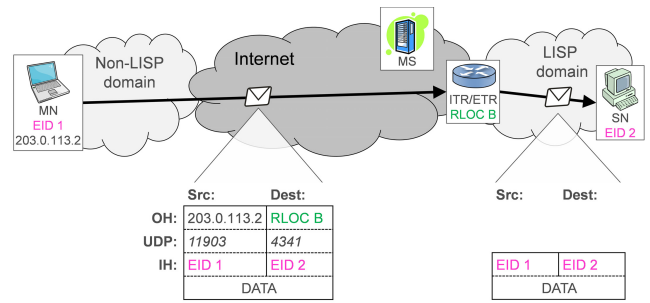 Non-LISP
domain
Internet
MS
LISP
domain
MN
EID 1
203.0.113.2
ITR/ETR
RLOC B
SN
EID 2
Src: Dest:
OH: 203.0.113.2 RLOC B
UDP: 11903 4341
IH: EID 1 EID 2
DATA
Src: Dest:
EID 1 EID 2
DATA